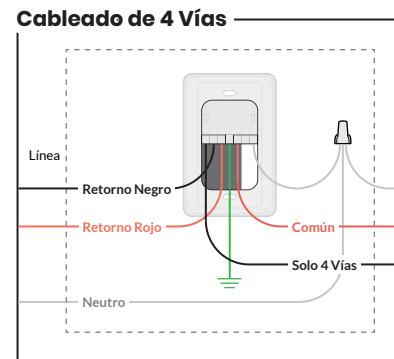 Cableado de 4 Vías
Línea
Retorno Negro
Retorno Rojo
Común
Solo 4 Vías
Neutro